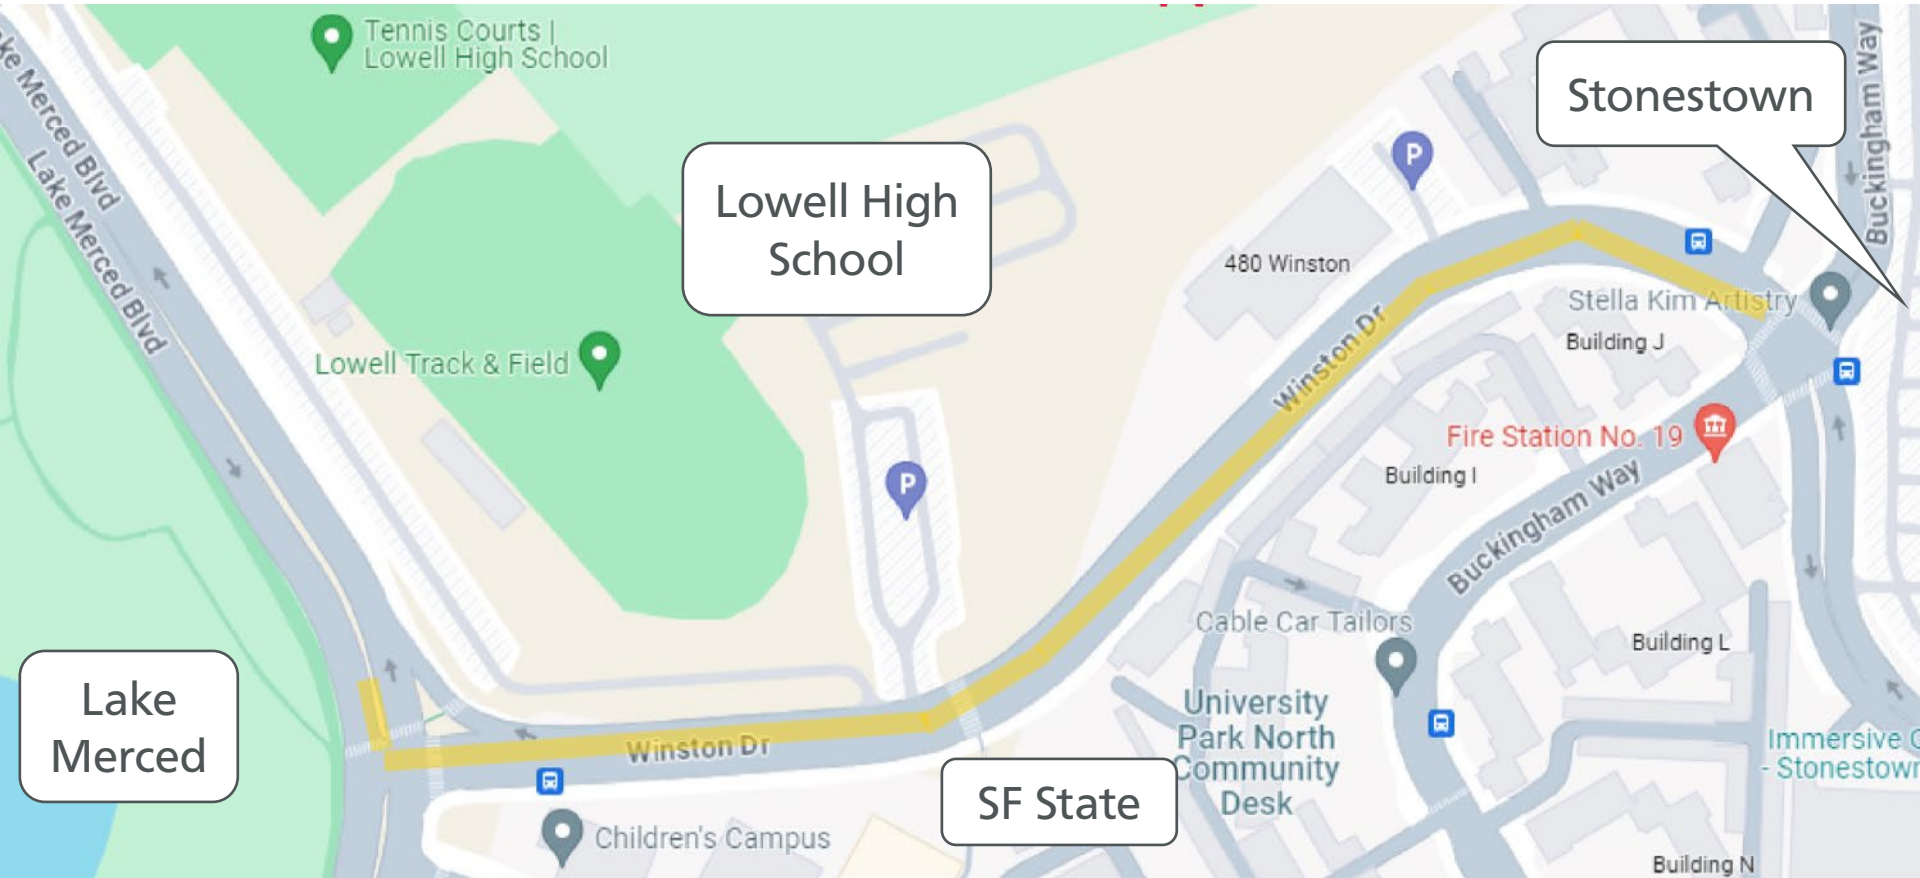 Tennis Courts |
Lowell High School
Lake Merced Blvd
Lake Merced Blvd
Buckingham Way
Stonestown
Lowell High
School
480 Winston
Stella Kim Artistry
Building J
Winston Dr
Lowell Track & Field
Fire Station No. 19
Building I
Buckingham Way
P
P
Cable Car Tailors
Building L
Lake
Merced
University
Park North
Community
Desk
Winston Dr
Immersive
- Stonestown
SF State
Children's Campus
Building N